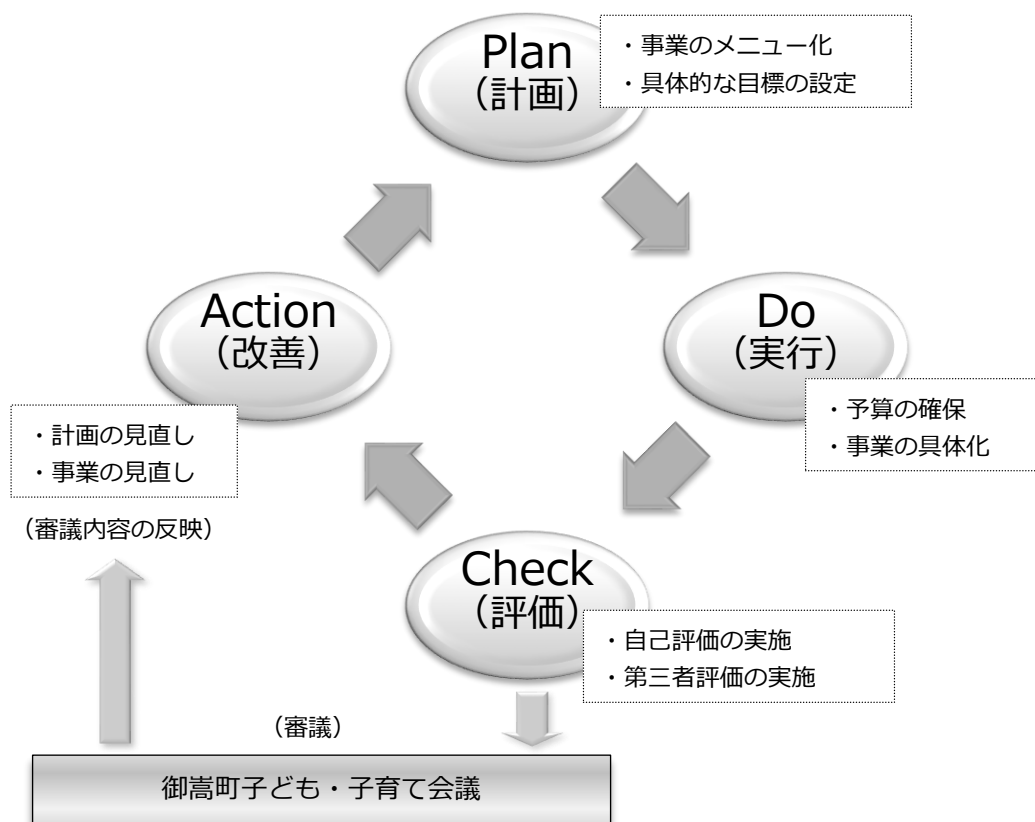 Plan
（計画）
・事業のメニュー化
・具体的な目標の設定
Action
（改善）
Do
（実行）
・計画の見直し
・事業の見直し
・予算の確保
・事業の具体化
（審議内容の反映）
Check
（評価）
・自己評価の実施
・第三者評価の実施
（審議）
御嵩町子ども・子育て会議